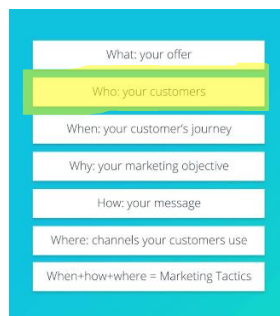 What: your offer
Who: your customers
When: your customer's journey
Why: your marketing objective
How: your message
Where: channels your customers use
When+how+where = Marketing Tactics